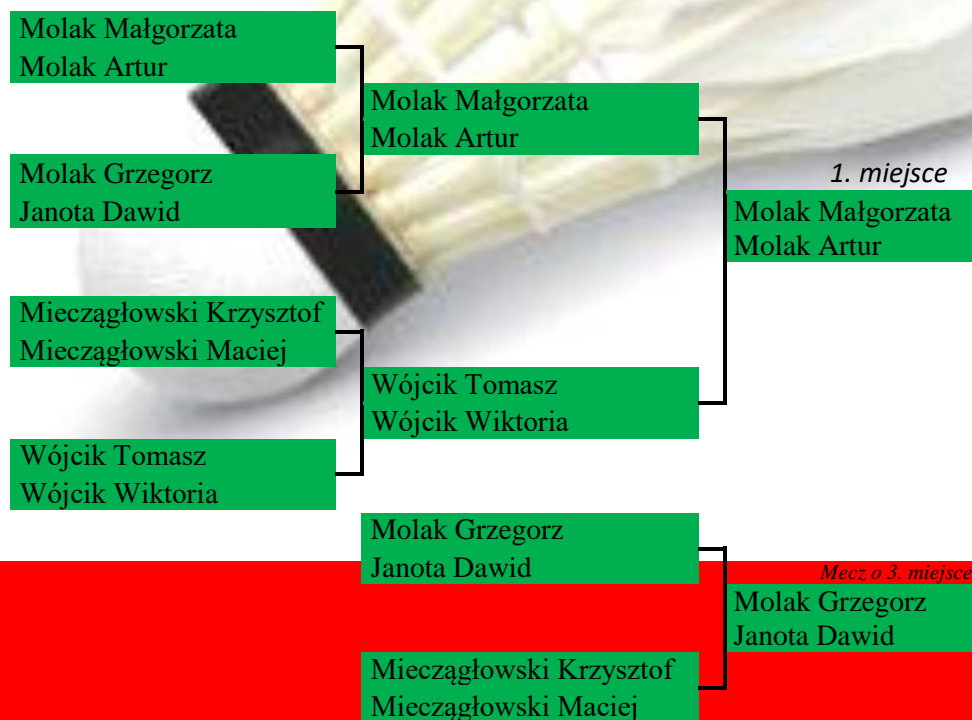 Molak Małgorzata
Molak Artur
Molak Grzegorz
Janota Dawid
Mieczągłowski Krzysztof
Mieczągłowski Maciej
Wójcik Tomasz
Wójcik Wiktoria
Molak Małgorzata
Molak Artur
Wójcik Tomasz
Wójcik Wiktoria
1. miejsce
Molak Małgorzata
Molak Artur
Molak Grzegorz
Janota Dawid
Mieczągłowski Krzysztof
Mieczągłowski Maciej
Mecz o 3. miejsce
Molak Grzegorz
Janota Dawid